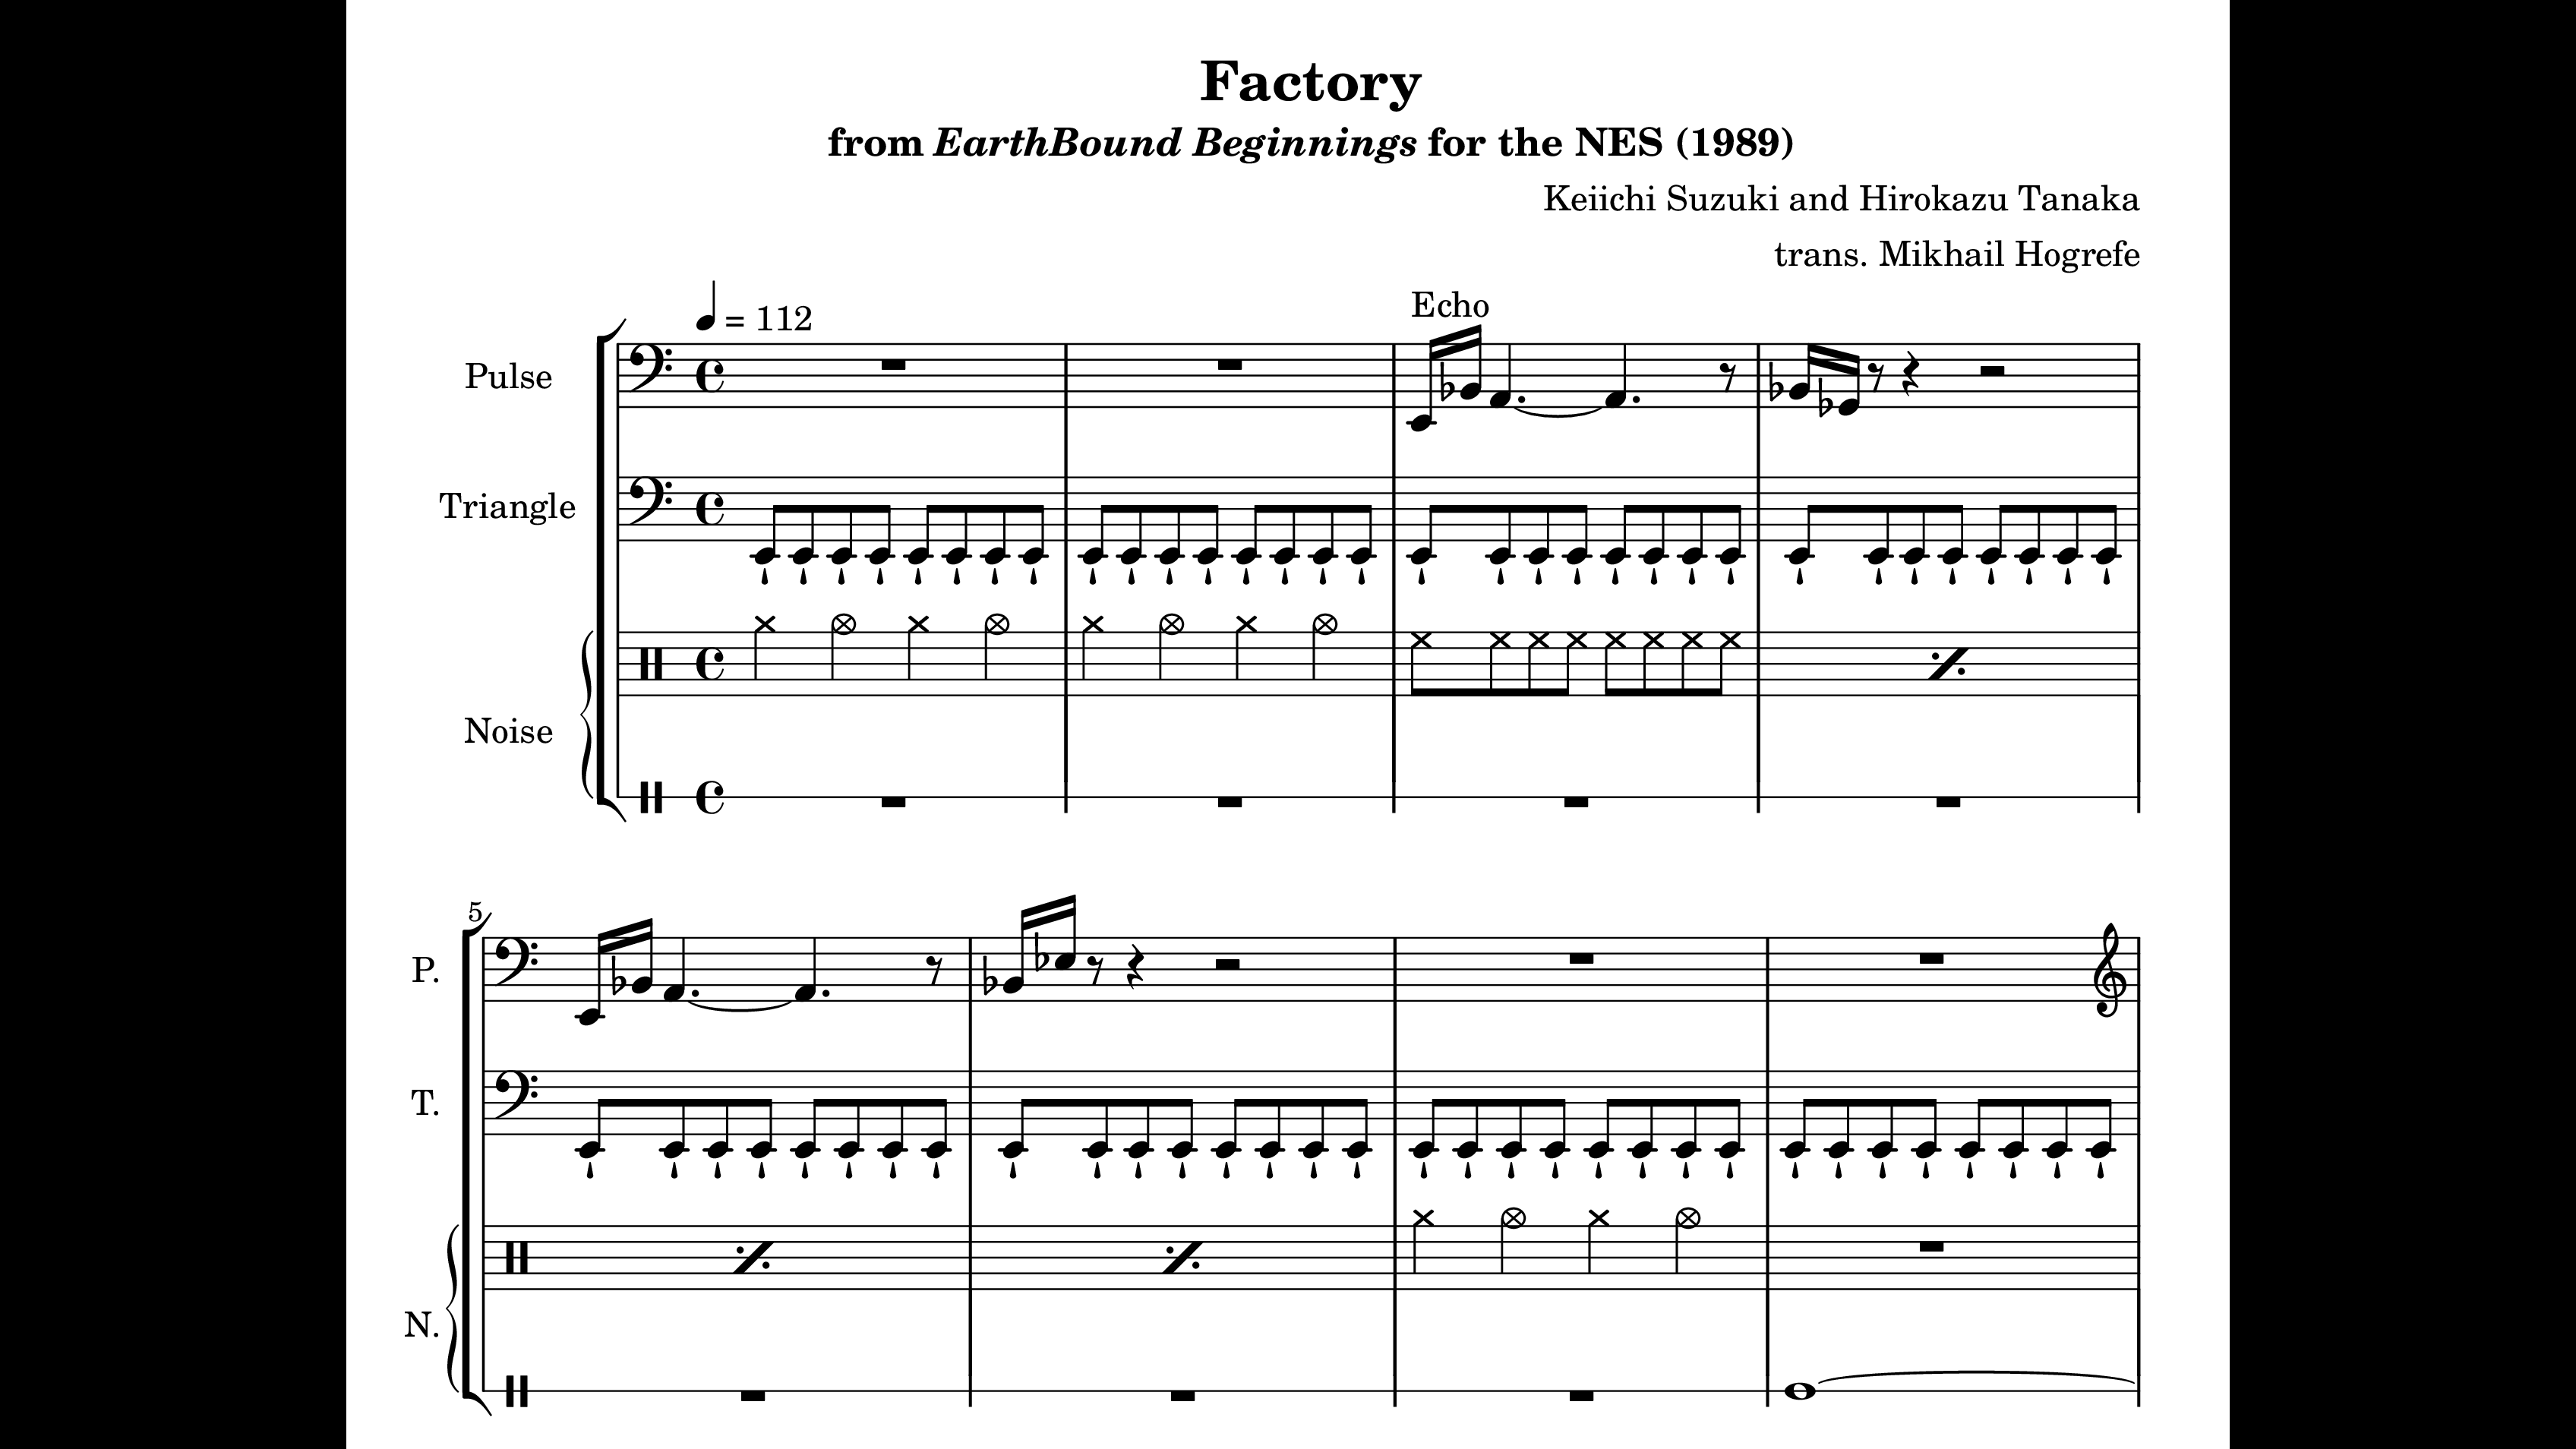 Factory
from EarthBound Beginnings for the NES (1989)
Keiichi Suzuki and Hirokazu Tanaka
trans. Mikhail Hogrefe
= 112
Echo
Pulse
Triangle
Noise
5
P.
T.
N.